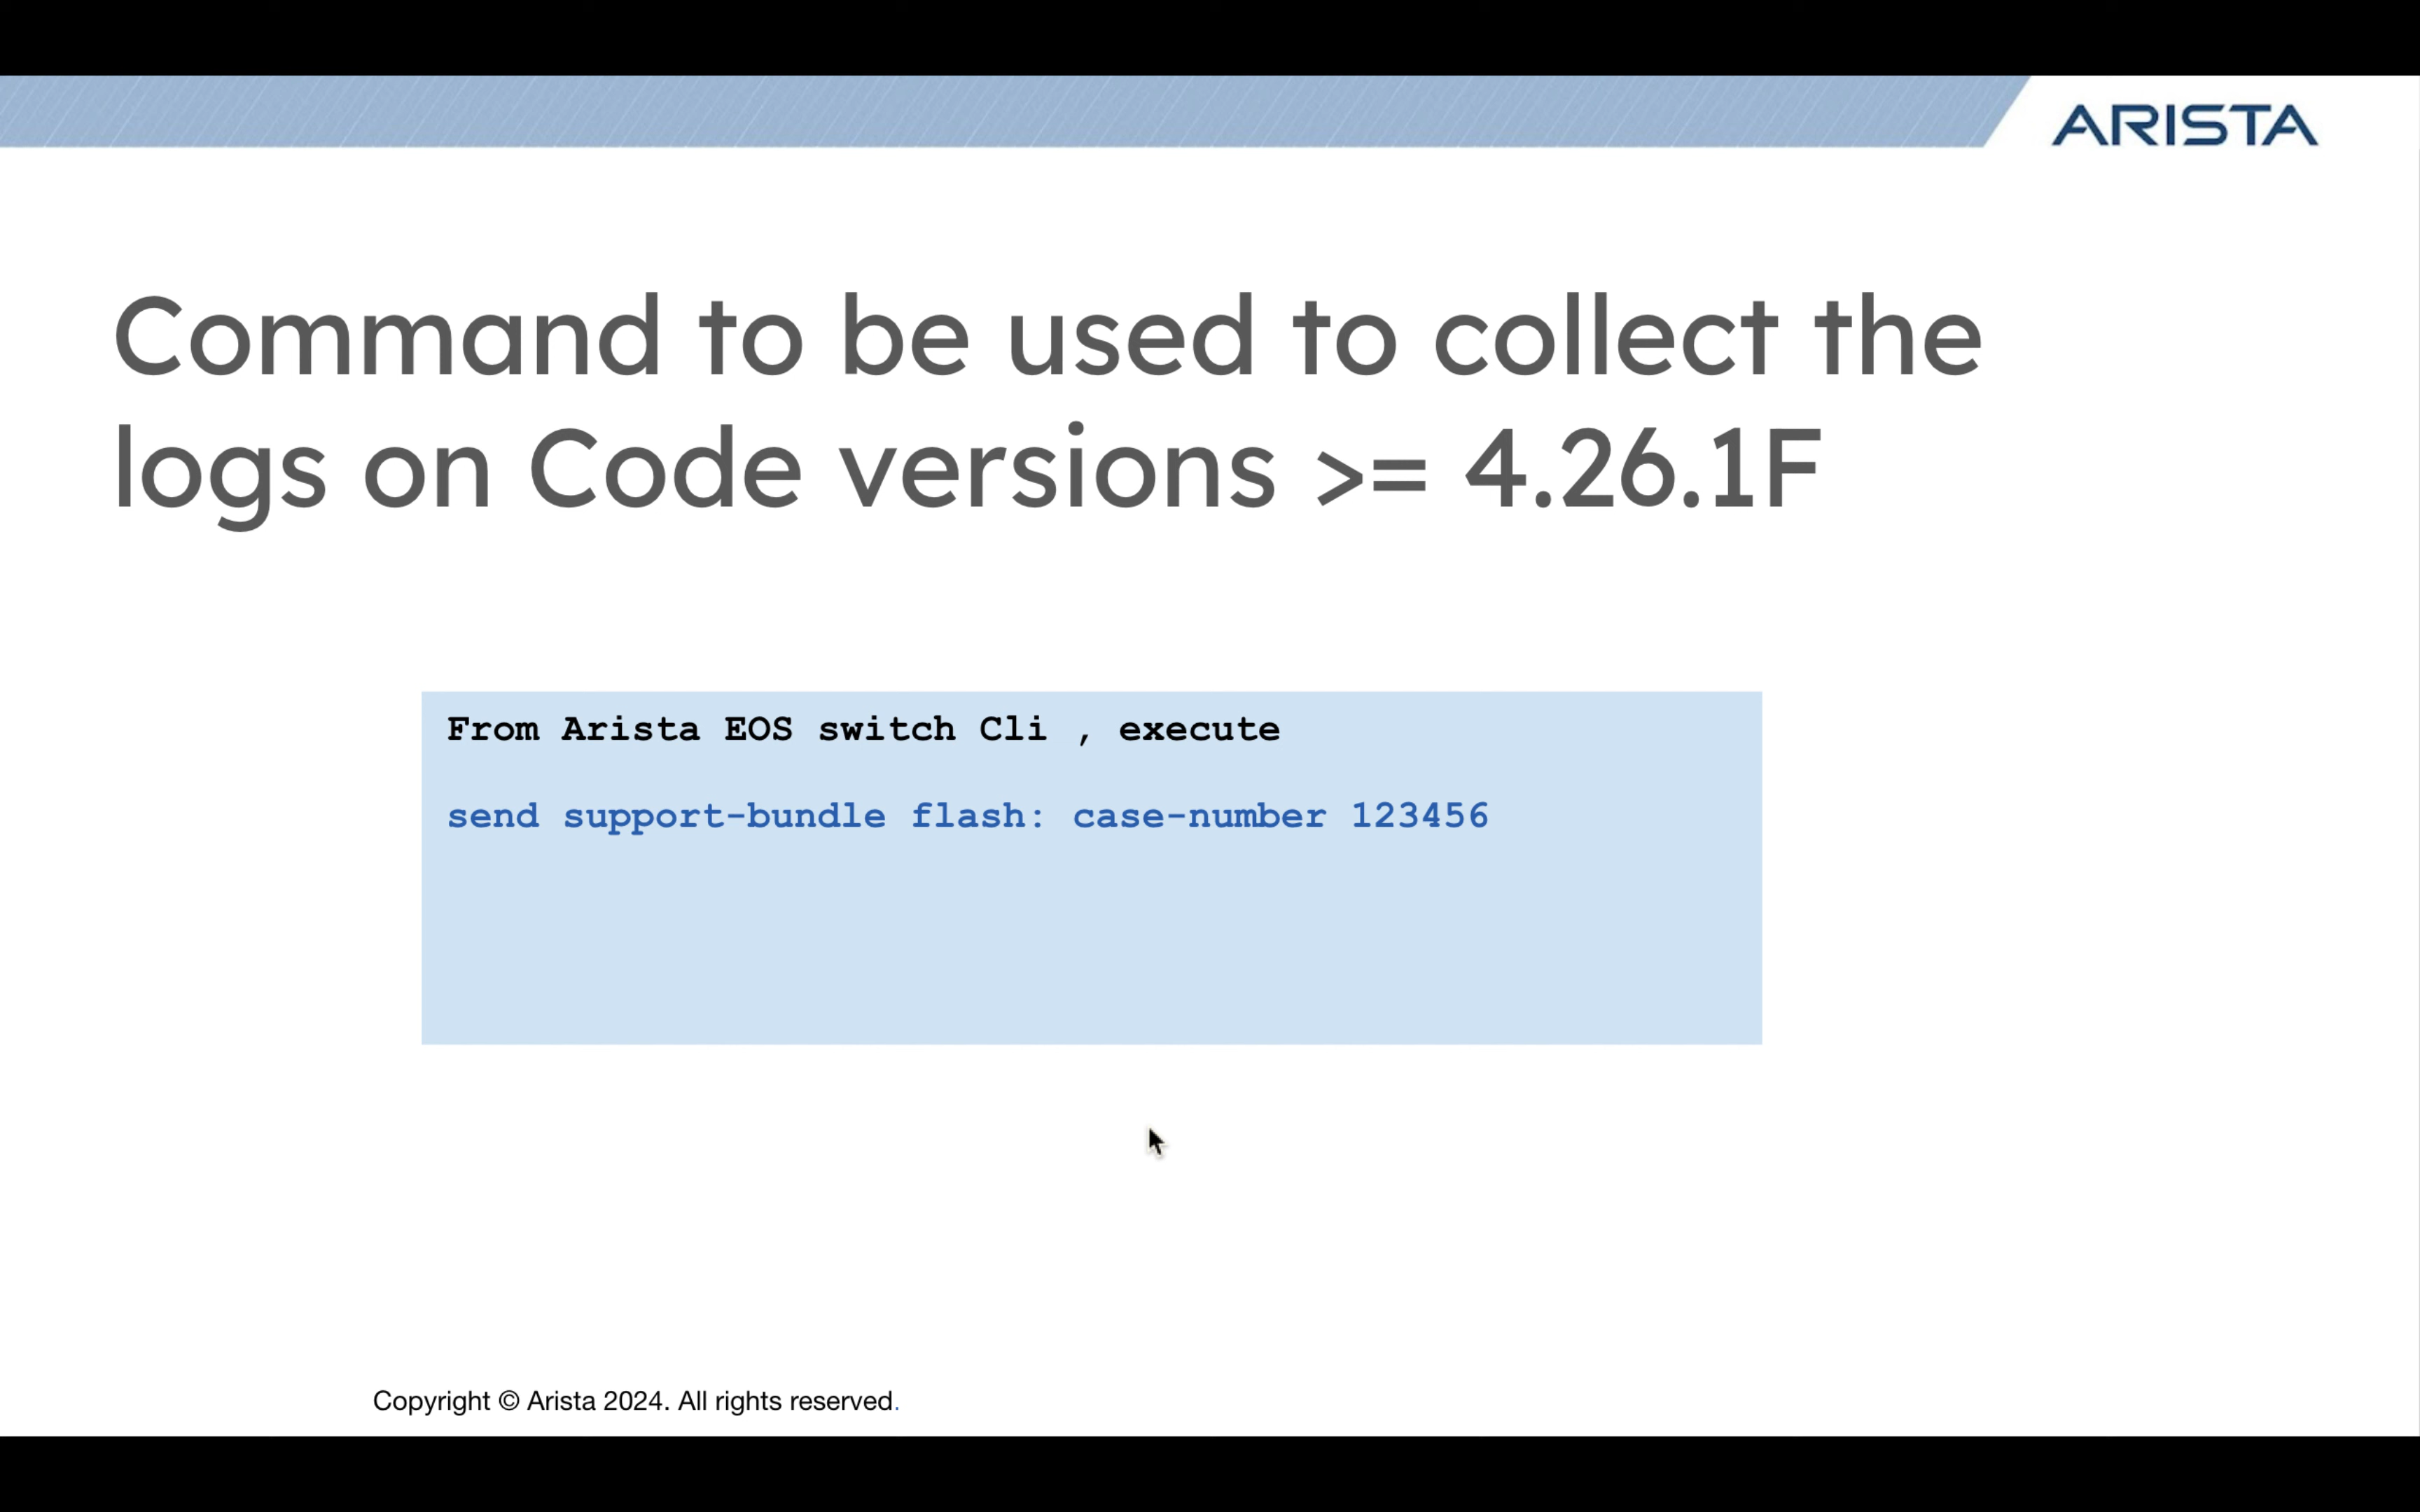 ARISTA
Command to be used to collect the
logs on Code versions >= 4.26.1F
From Arista EOS switch Cli , execute
send support-bundle flash: case-number 123456
Copyright © Arista 2024. All rights reserved.